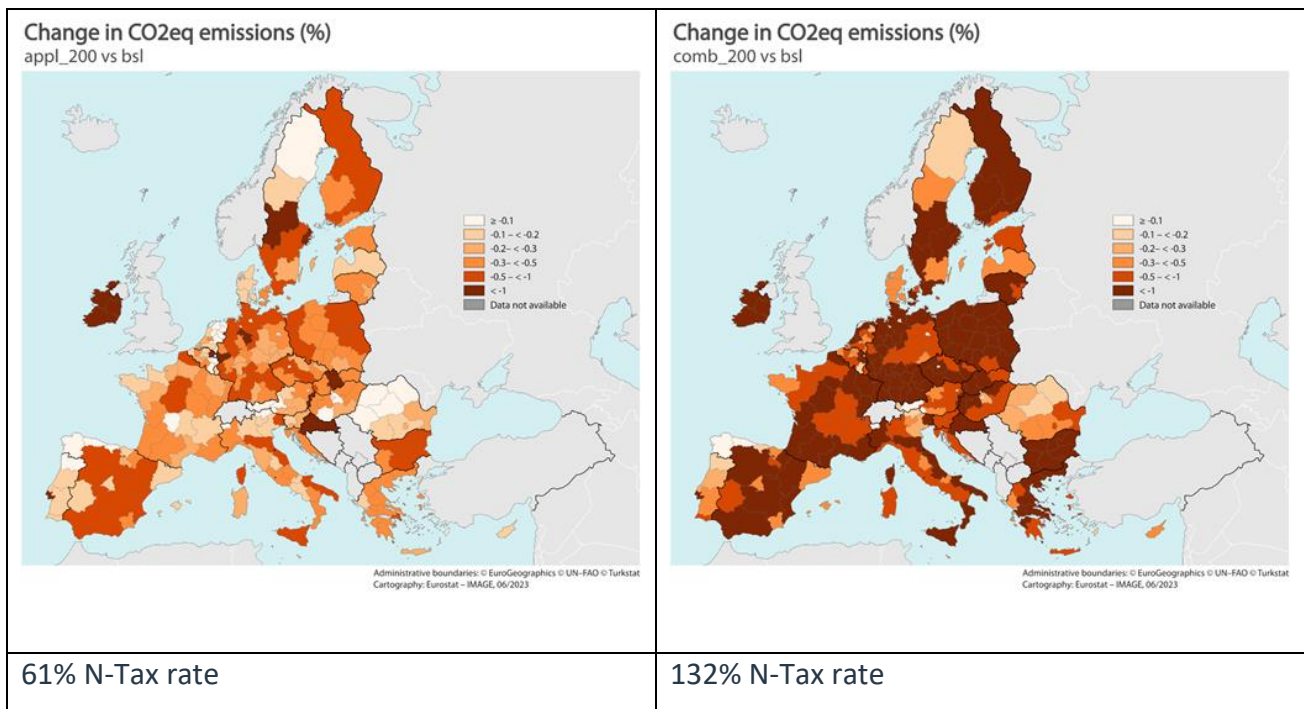 Change in CO2eq emissions (%)
appl_200 vs bsl
≥ -0.1
-0.1 – < -0.2
-0.2– < -0.3
-0.3– < -0.5
-0.5 – < -1
< -1
Data not available
Administrative boundaries: © EuroGeographics © UN–FAO © Turkstat
Cartography: Eurostat – IMAGE, 06/2023
61% N-Tax rate
Change in CO2eq emissions (%)
comb_200 vs bsl
≥ -0.1
-0.1 – < -0.2
-0.2– < -0.3
-0.3– < -0.5
-0.5 – < -1
< -1
Data not available
Administrative boundaries: © EuroGeographics © UN–FAO © Turkstat
Cartography: Eurostat – IMAGE, 06/2023
132% N-Tax rate